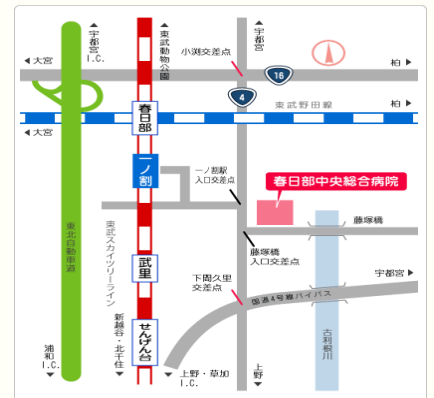 ▲
宇都宮
I.C.
▲
東武動物公園
▲
宇都宮
小渕交差点
◀大宮
16
柏▶
4
東武野田線
柏▶
◀大宮
春日部
一ノ割
一ノ割駅
入口交差点
春日部中央総合病院
藤塚橋
東北自動車道
東武スカイツリーライン
武里
藤塚橋
入口交差点
下間久里
交差点
宇都宮▶
国道4号線バイパス
古利根川
新越谷・北千住
▼
せんげん台
浦和
I.C.
▼
上野・草加
I.C.
▼
上野
▼